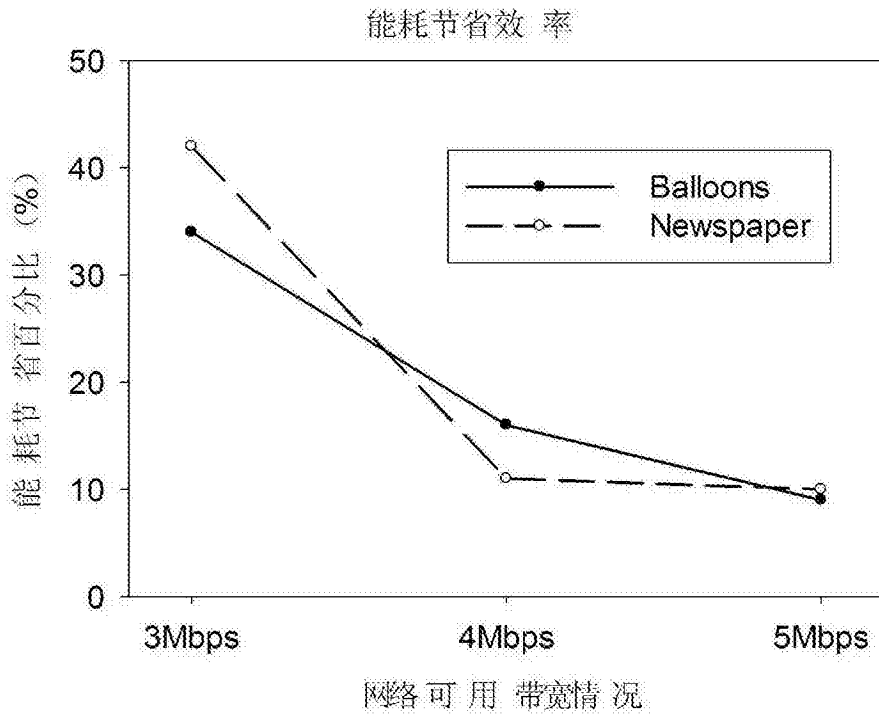 能耗节省效 率
能耗节 省百分比 (%)
50
40
30
20
10
0
Balloons
Newspaper
3Mbps 4Mbps 5Mbps
网络可用 带宽情况